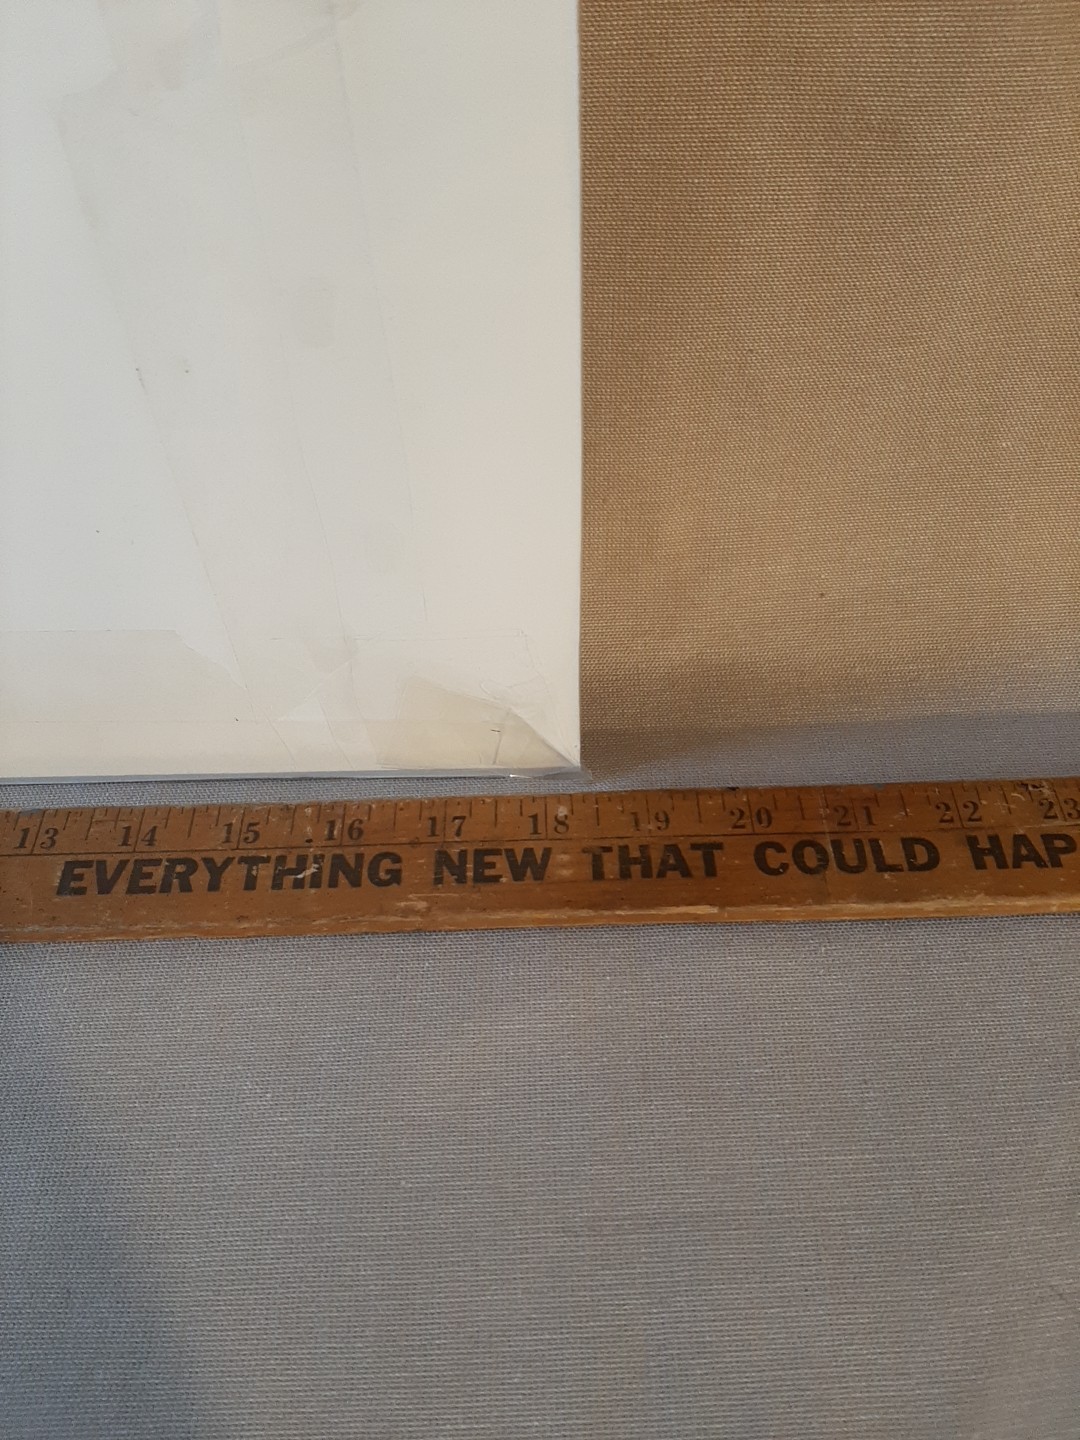 13 14 15 16 17 18 19 20 21 22 23
EVERYTHING NEW THAT COULD HAP